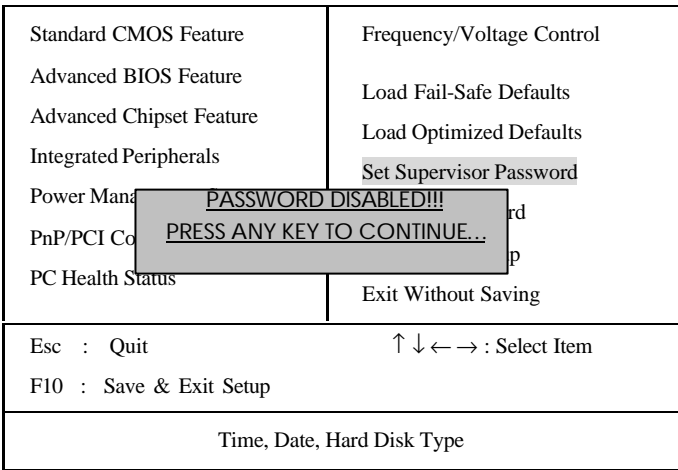 Standard CMOS Feature
Advanced BIOS Feature
Advanced Chipset Feature
Integrated Peripherals
Power Mana
PnP/PCI Co
PC Health Status
Frequency/Voltage Control
Load Fail-Safe Defaults
Load Optimized Defaults
Set Supervisor Password
rd
p
Exit Without Saving
PASSWORD DISABLED!!!
PRESS ANY KEY TO CONTINUE…
Esc : Quit
↑ ↓ ← → : Select Item
F10 : Save & Exit Setup
Time, Date, Hard Disk Type